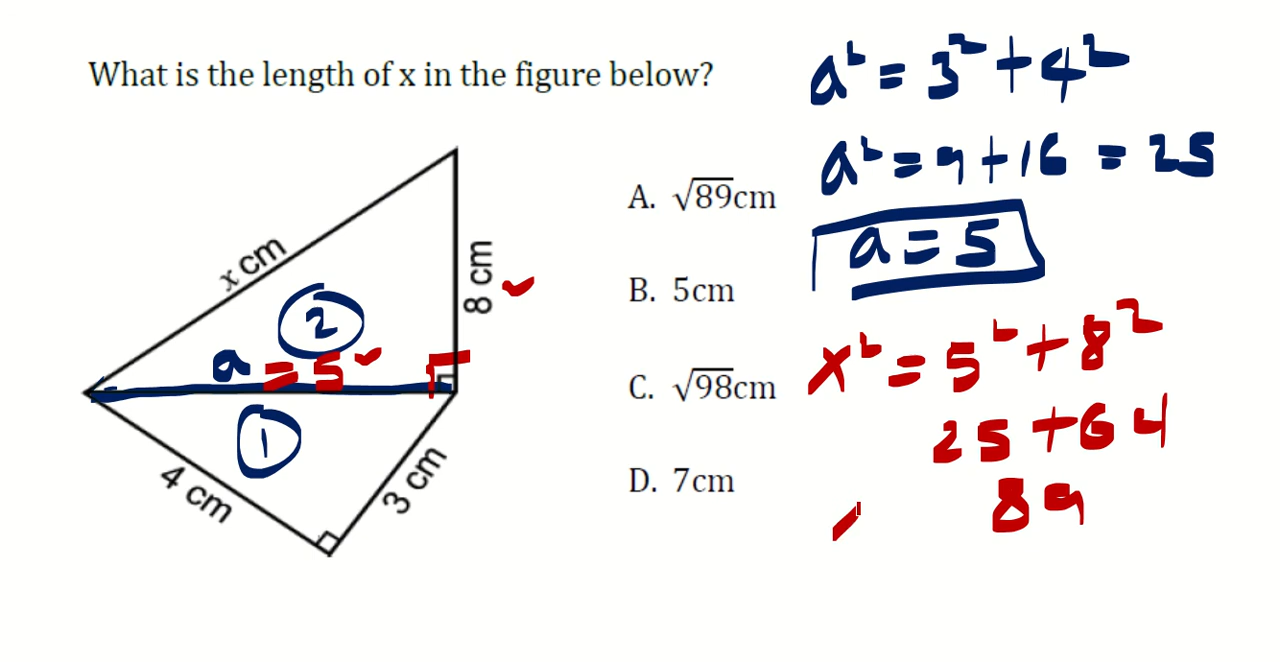 What is the length of x in the figure below?
x cm
8 cm
2
a = 5
1
4 cm
3 cm
A. √89cm
B. 5cm
C. √98cm
D. 7cm
a² = 3² + 4²
a² = 9 + 16 = 25
a = 5
x² = 5² + 8²
25 + 64
89